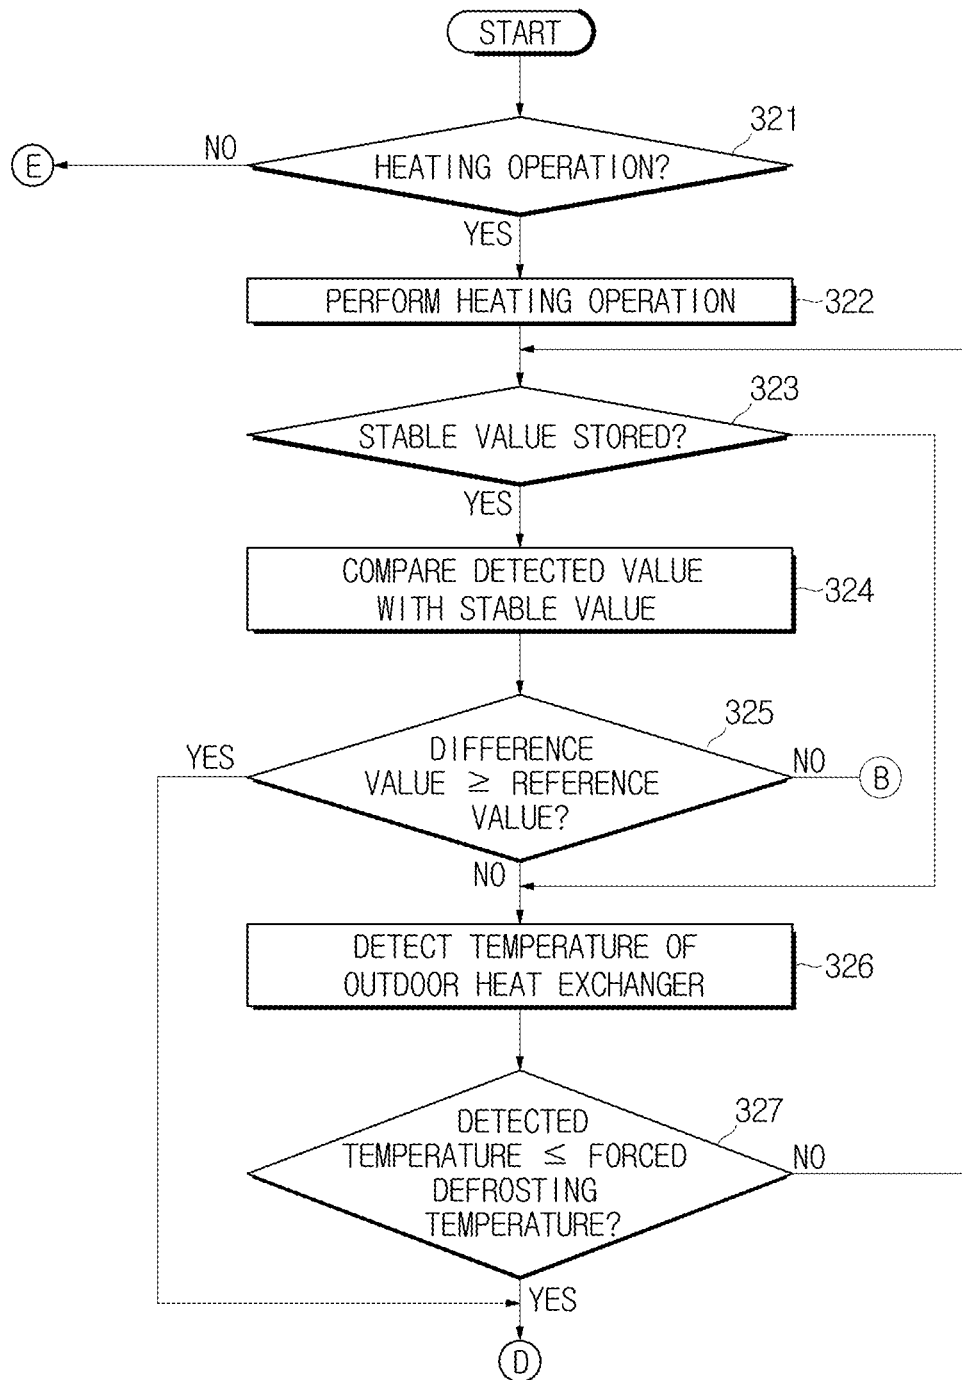 START
321
HEATING OPERATION?
NO
E
YES
PERFORM HEATING OPERATION
322
323
STABLE VALUE STORED?
YES
COMPARE DETECTED VALUE
WITH STABLE VALUE
324
325
YES
DIFFERENCE
VALUE ≥ REFERENCE
VALUE?
NO
B
NO
DETECT TEMPERATURE OF
OUTDOOR HEAT EXCHANGER
326
327
DETECTED
TEMPERATURE ≤ FORCED
DEFROSTING
TEMPERATURE?
NO
YES
D